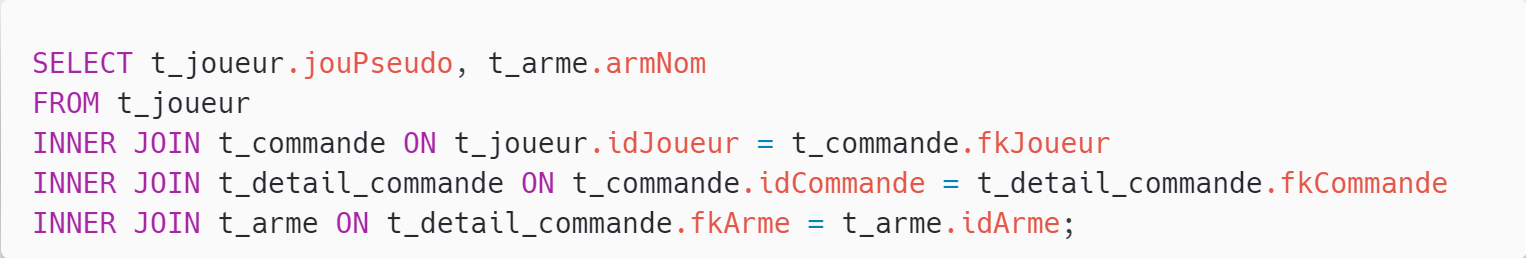 SELECT t_joueur.jouPseudo, t_arme.armNom
FROM t_joueur
INNER JOIN t_commande ON t_joueur.idJoueur = t_commande.fkJoueur
INNER JOIN t_detail_commande ON t_commande.idCommande = t_detail_commande.fkCommande
INNER JOIN t_arme ON t_detail_commande.fkArme = t_arme.idArme;